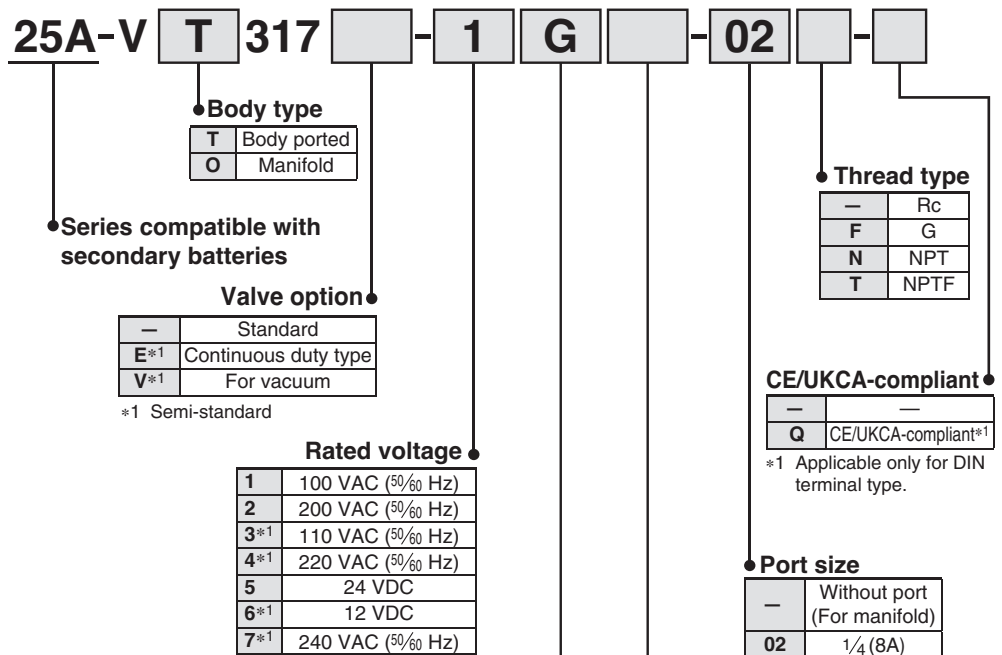 25A-V T 317 - 1 G - 02 -
Body type
T Body ported
O Manifold
Series compatible with
secondary batteries
Valve option
— Standard
E*1 Continuous duty type
V*1 For vacuum
*1 Semi-standard
Rated voltage
1 100 VAC (50/60 Hz)
2 200 VAC (50/60 Hz)
3*1 110 VAC (50/60 Hz)
4*1 220 VAC (50/60 Hz)
5 24 VDC
6*1 12 VDC
7*1 240 VAC (50/60 Hz)
Thread type
— Rc
F G
N NPT
T NPTF
CE/UKCA-compliant
— —
Q CE/UKCA-compliant*1
*1 Applicable only for DIN
terminal type.
Port size
— Without port
(For manifold)
02 1/4 (8A)